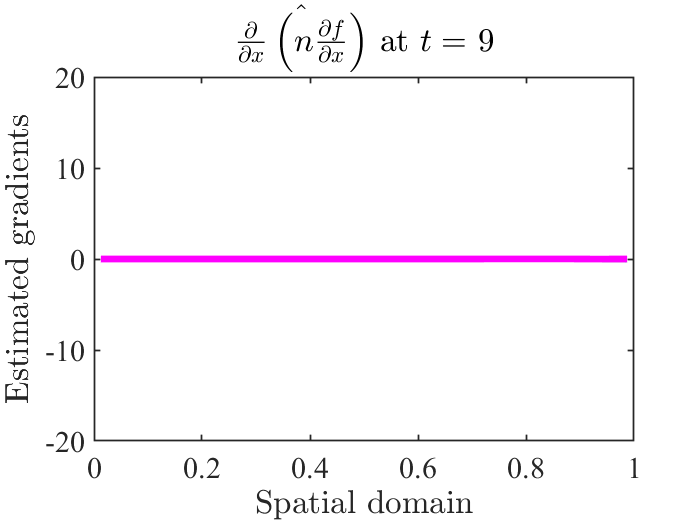 ∂/∂x (n̂ ∂f/∂x) at t = 9
Estimated gradients
20
10
0
-10
-20
0 0.2 0.4 0.6 0.8 1
Spatial domain